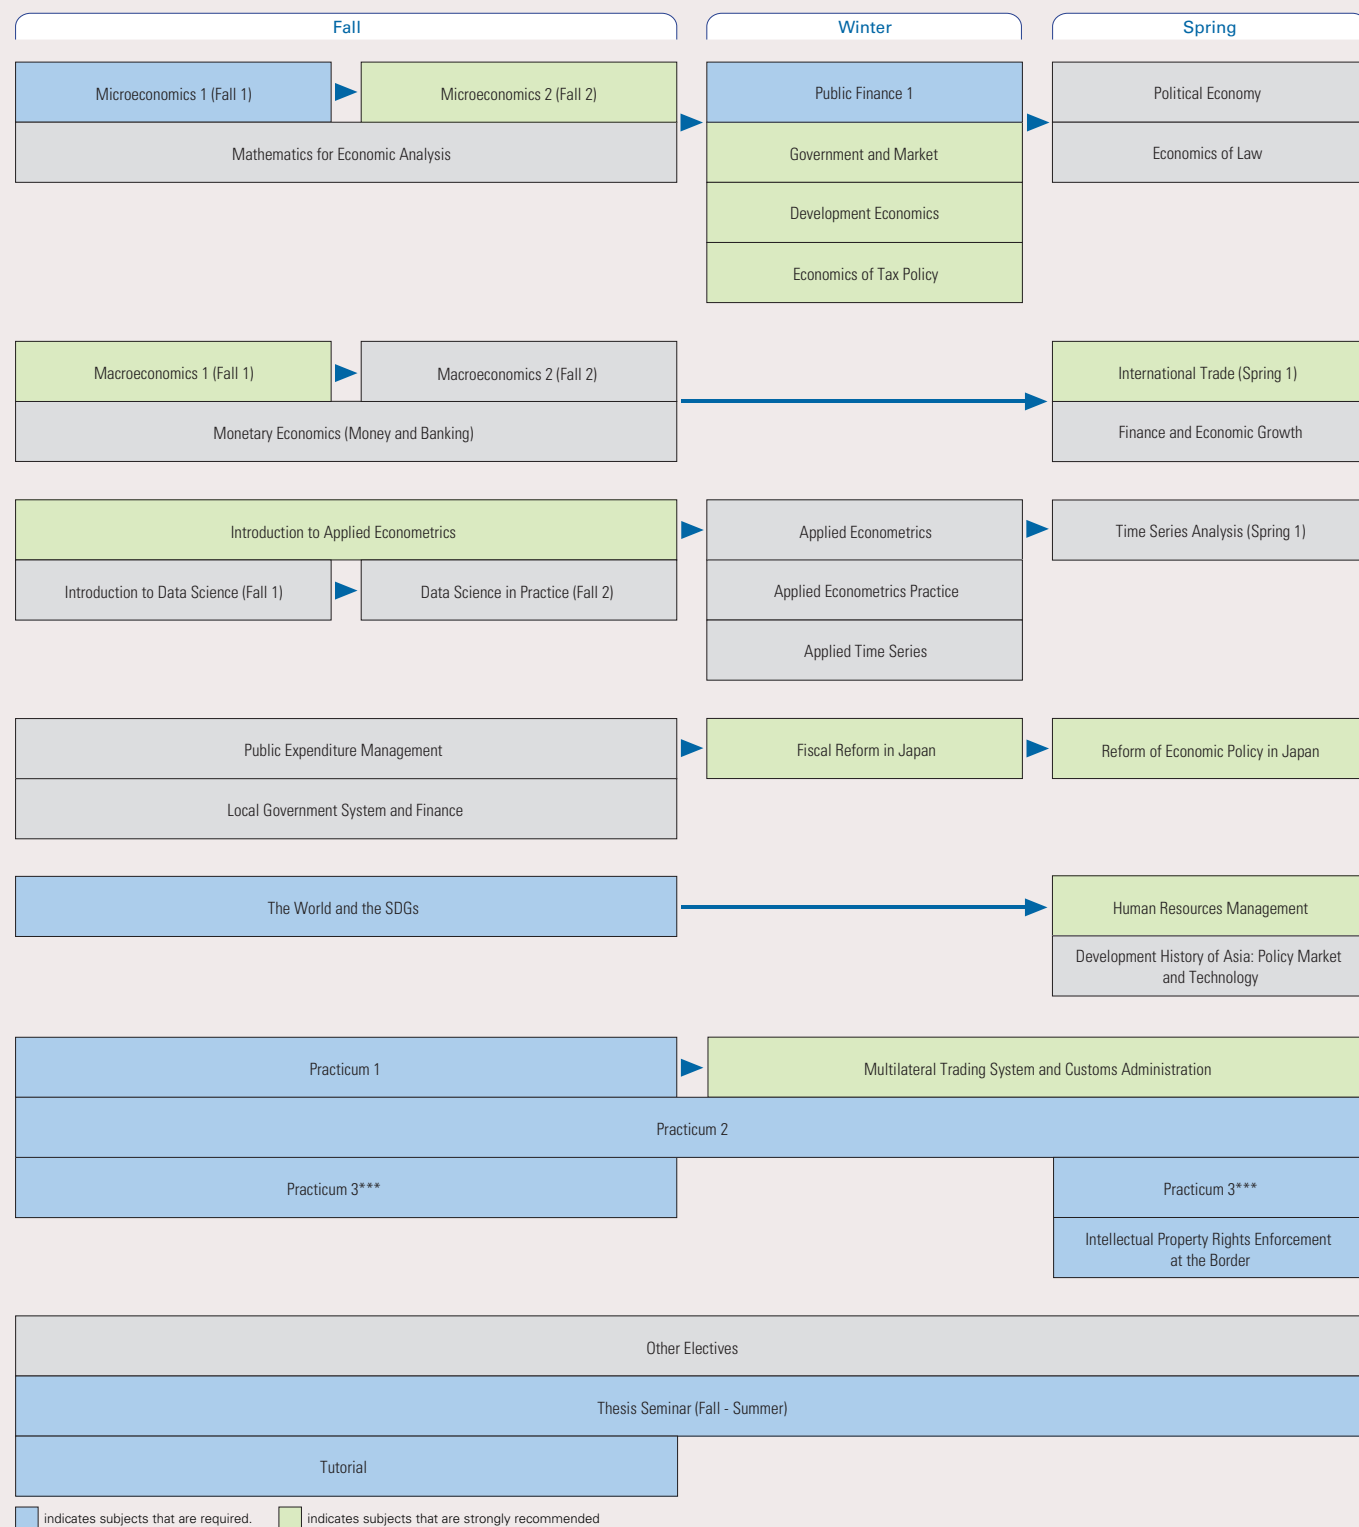 Fall
Winter
Spring
Microeconomics 1 (Fall 1)
Microeconomics 2 (Fall 2)
Public Finance 1
Political Economy
Mathematics for Economic Analysis
Government and Market
Economics of Law
Development Economics
Economics of Tax Policy
Macroeconomics 1 (Fall 1)
Macroeconomics 2 (Fall 2)
International Trade (Spring 1)
Monetary Economics (Money and Banking)
Finance and Economic Growth
Introduction to Applied Econometrics
Applied Econometrics
Time Series Analysis (Spring 1)
Introduction to Data Science (Fall 1)
Data Science in Practice (Fall 2)
Applied Econometrics Practice
Applied Time Series
Public Expenditure Management
Fiscal Reform in Japan
Reform of Economic Policy in Japan
Local Government System and Finance
The World and the SDGs
Human Resources Management
Development History of Asia: Policy Market
and Technology
Practicum 1
Multilateral Trading System and Customs Administration
Practicum 2
Practicum 3***
Practicum 3***
Intellectual Property Rights Enforcement
at the Border
Other Electives
Thesis Seminar (Fall - Summer)
Tutorial
indicates subjects that are required.
indicates subjects that are strongly recommended